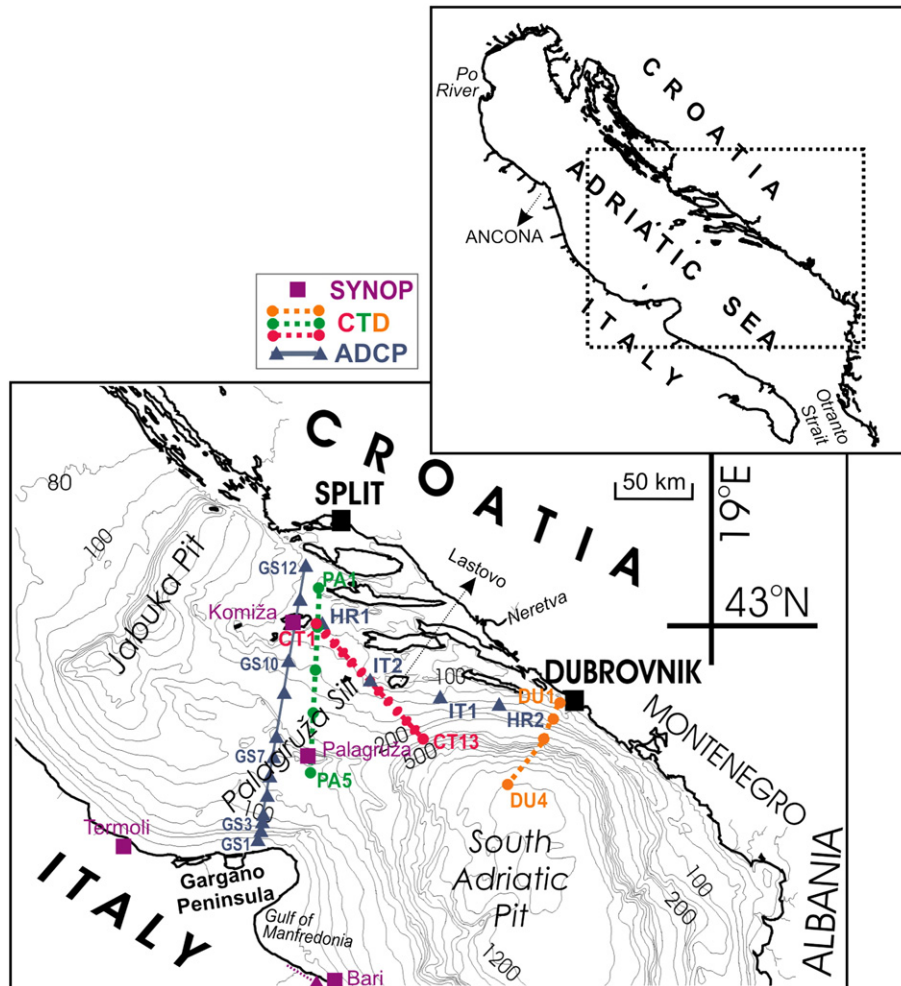 Po
River
CROATIA
ADRIATIC SEA
ANCONA
ITALY
Otranto
Strait
SYNOP
CTD
ADCP
CROATIA
50 km
19°E
43°N
80
100
SPLIT
Jabuka Pit
GS12
PA1
Lastovo
Neretva
Komiža
HR1
CT1
GS10
IT2
100
DUBROVNIK
DU1
IT1
HR2
MONTENEGRO
Palagruža Sill
200
CT13
500
GS7
Palagruža
PA5
DU4
100
GS3
GS1
Termoli
South
Adriatic
Pit
ITALY
Gargano
Peninsula
Gulf of
Manfredonia
100
200
ALBANIA
1200
Bari